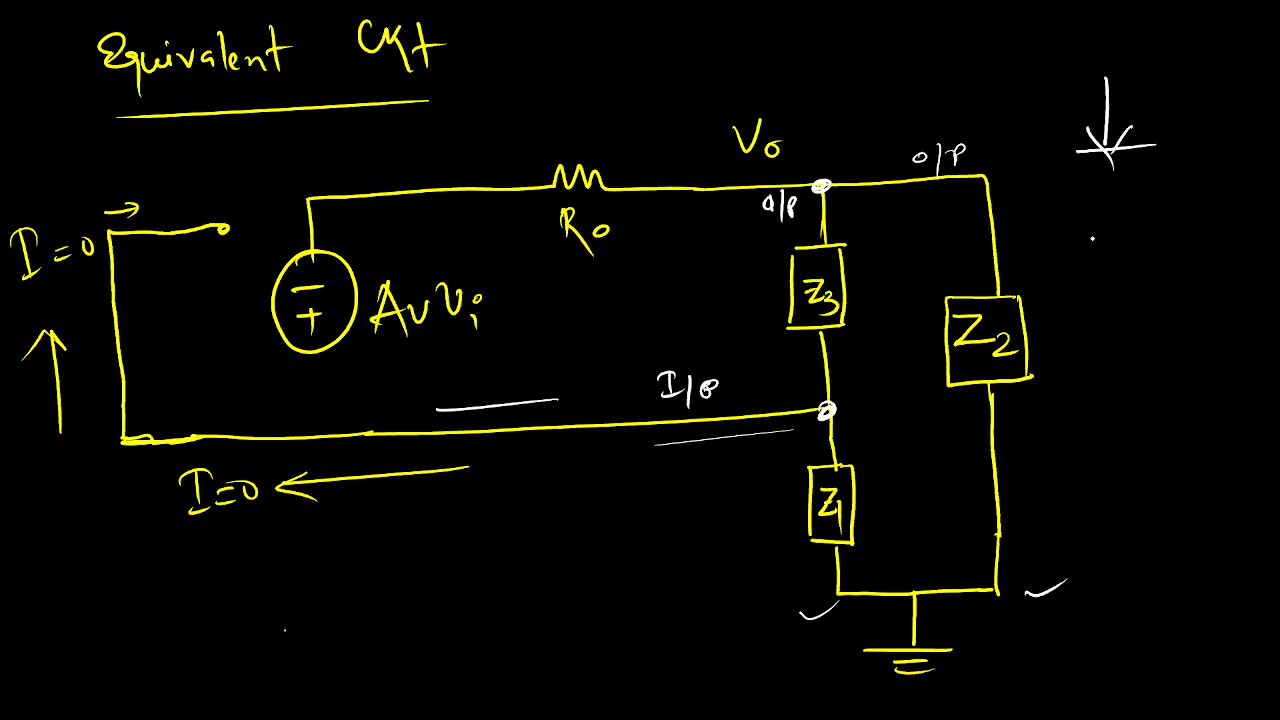 Equivalent Ckt
Vo
o/p
o/p
Ro
I=0
Z3
AvVi
Z2
I/P
I=0
Z1